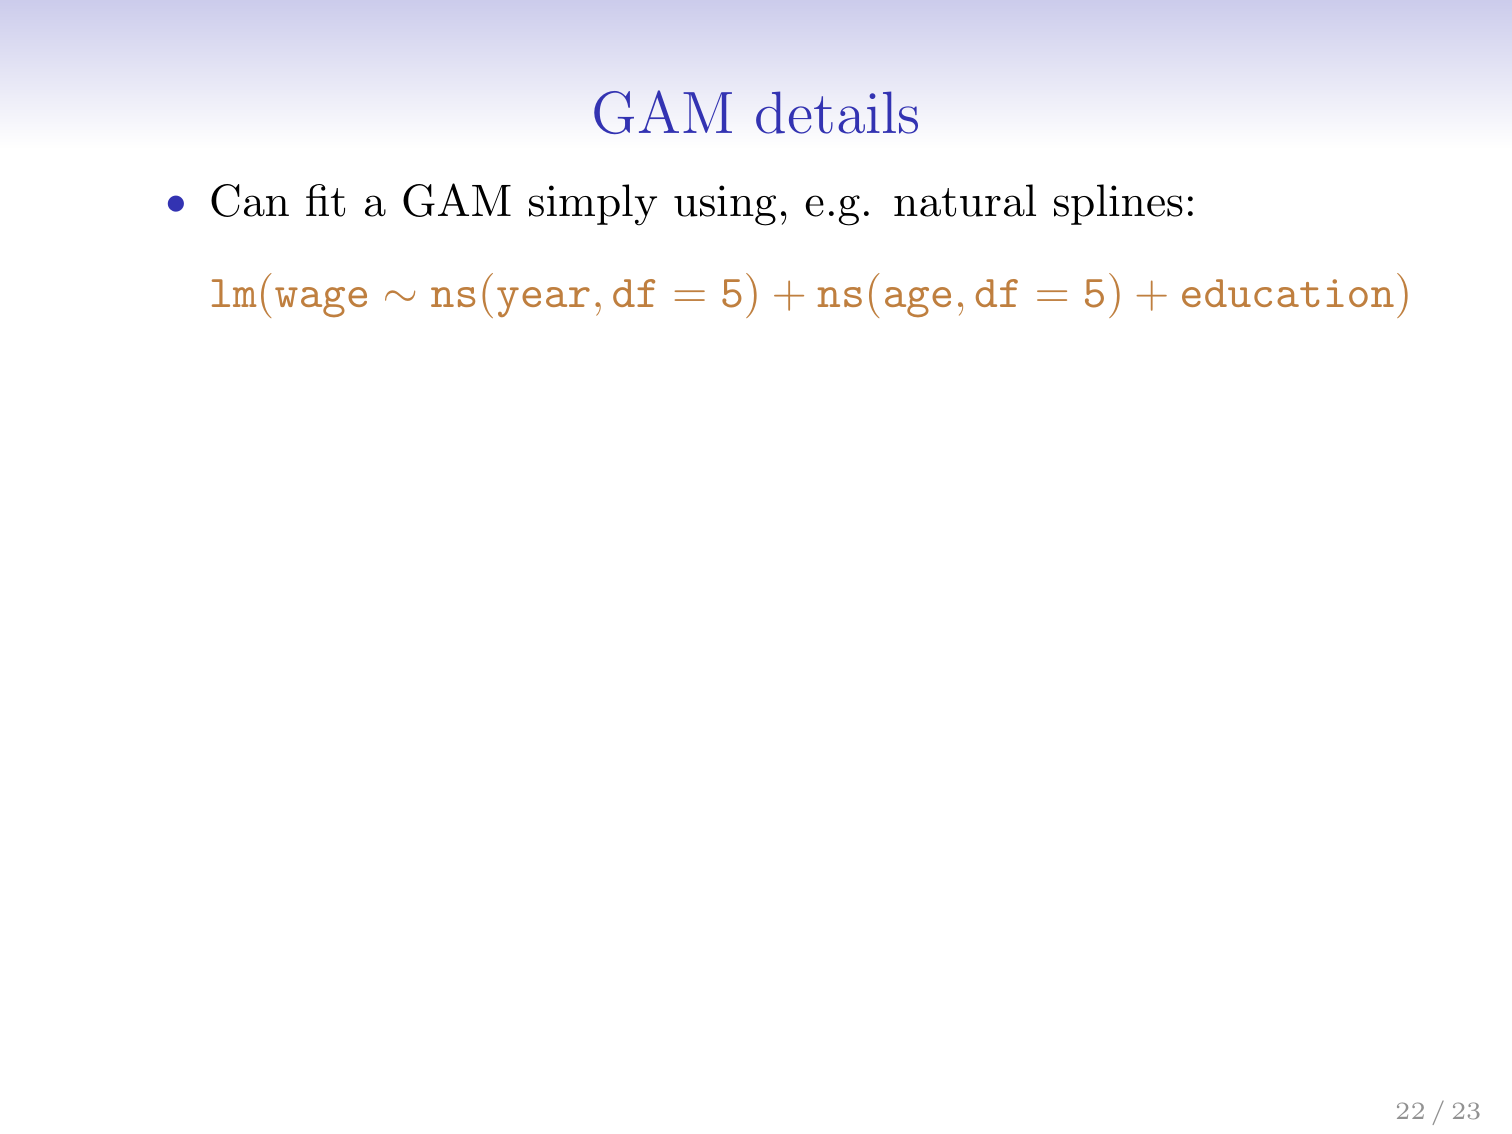 GAM details
• Can fit a GAM simply using, e.g. natural splines:
lm(wage ∼ ns(year, df = 5) + ns(age, df = 5) + education)
22 / 23